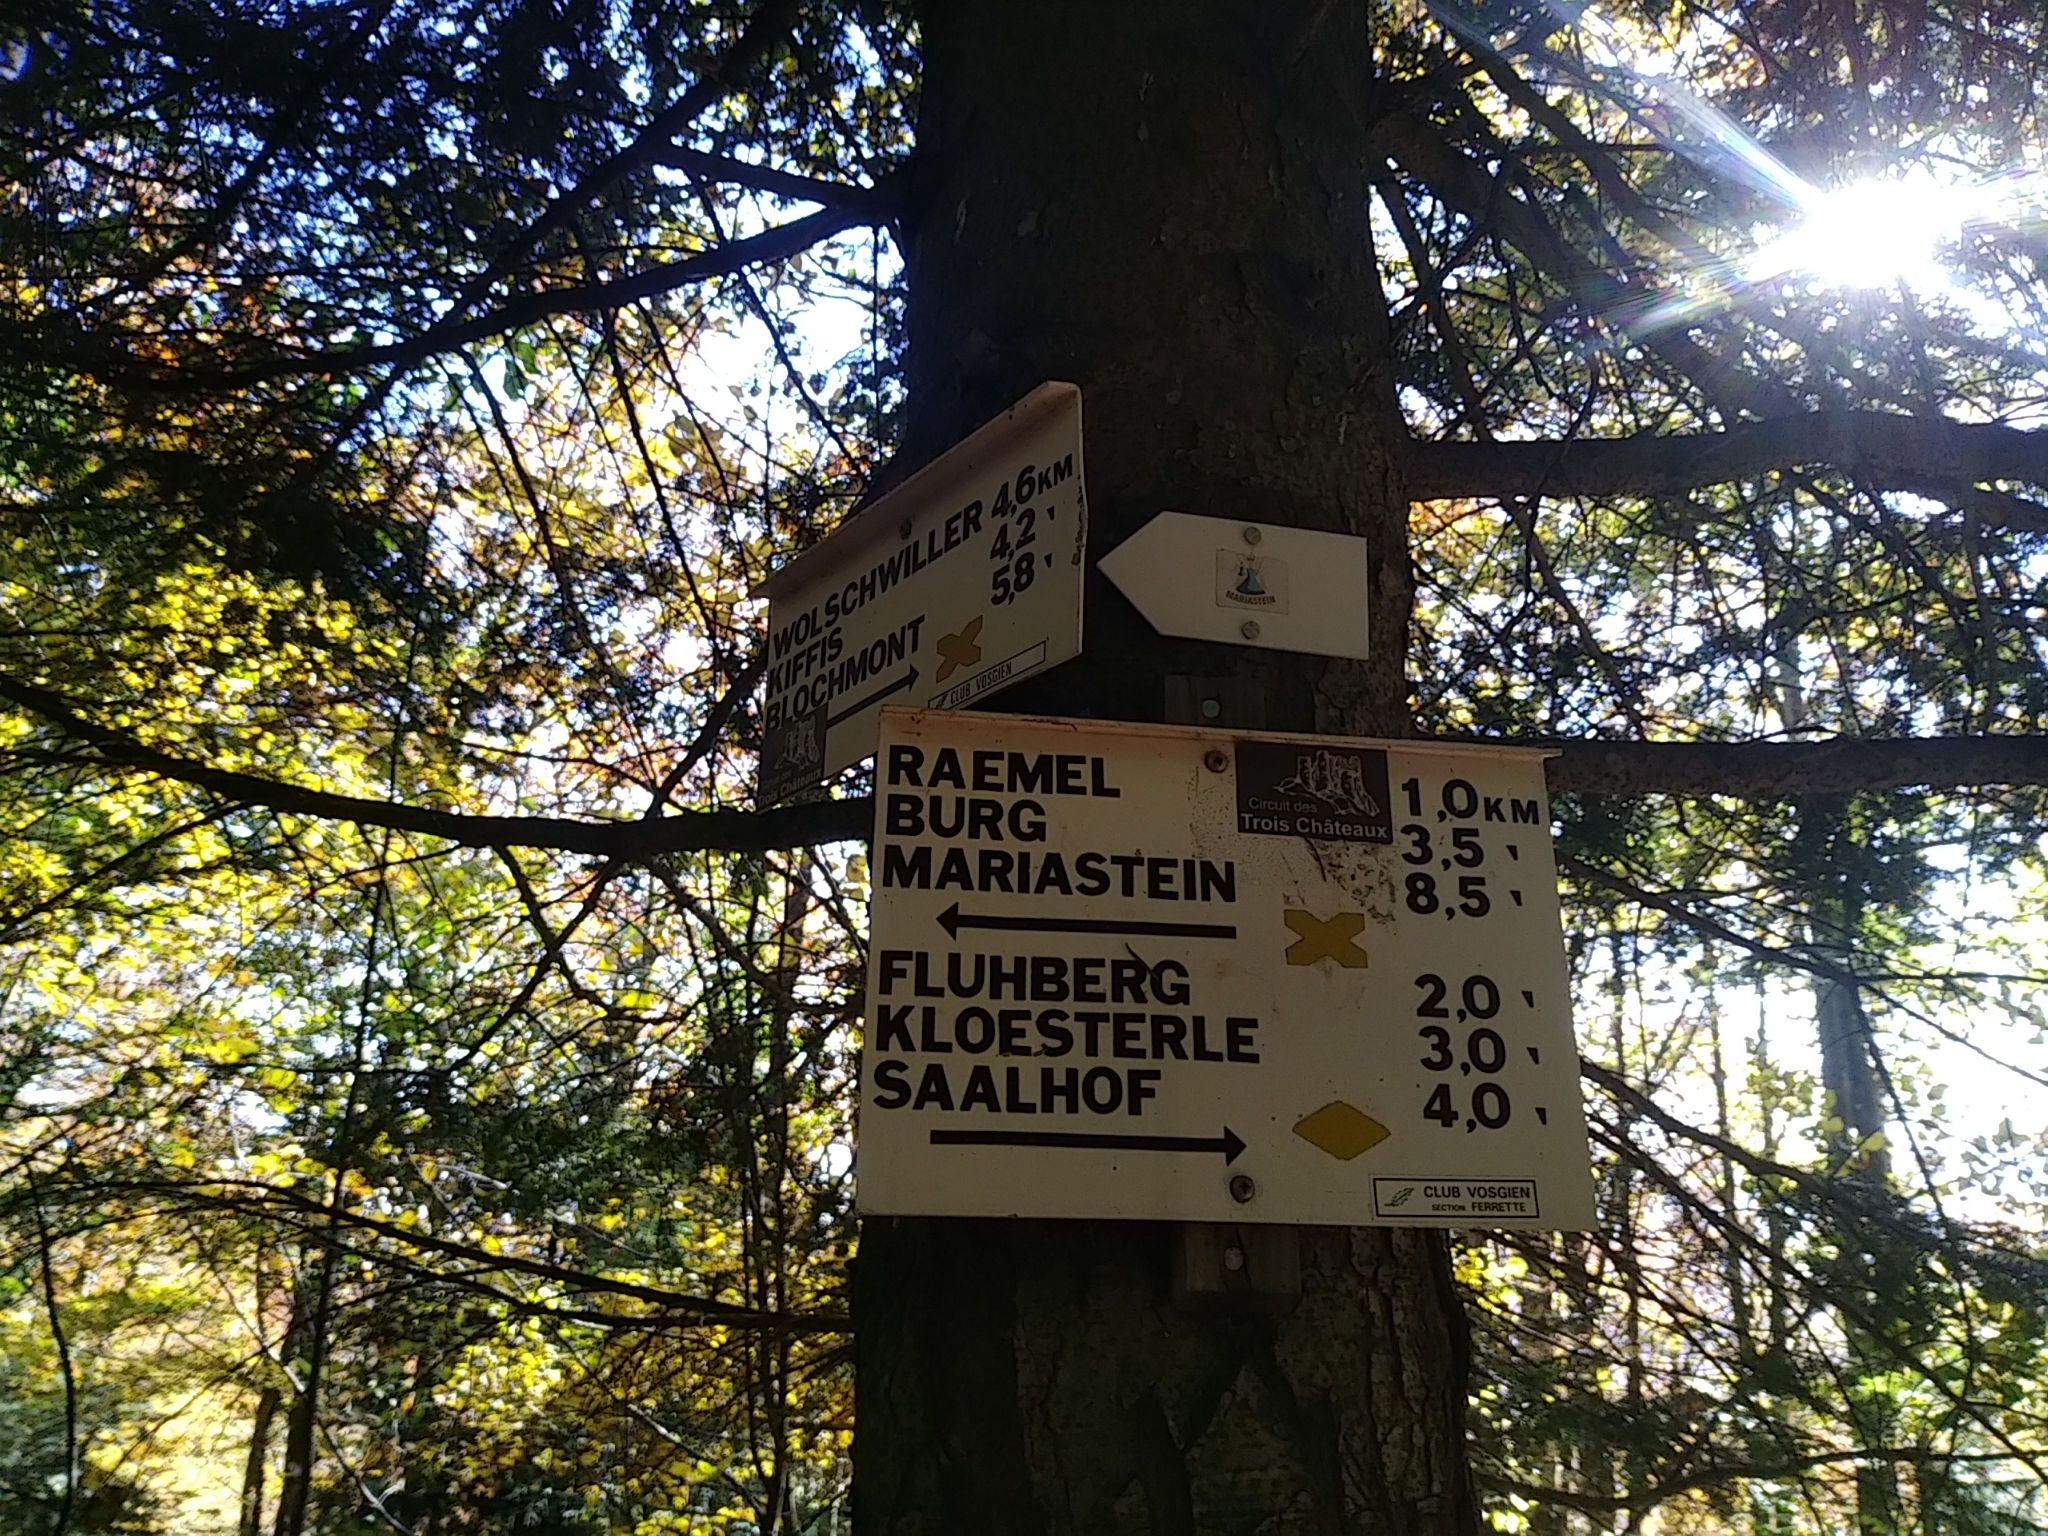 WOLSCHWILLER 4,6KM
KIFFIS 4,2 "
BLOCHMONT 5,8 "
CLUB VOSGIEN
Trois Châteaux
MARIASTEIN
RAEMEL 1,0KM
BURG 3,5 "
MARIASTEIN 8,5 "
Circuit des
Trois Châteaux
FLUHBERG 2,0 "
KLOESTERLE 3,0 "
SAALHOF 4,0 "
CLUB VOSGIEN
SECTION FERRETTE